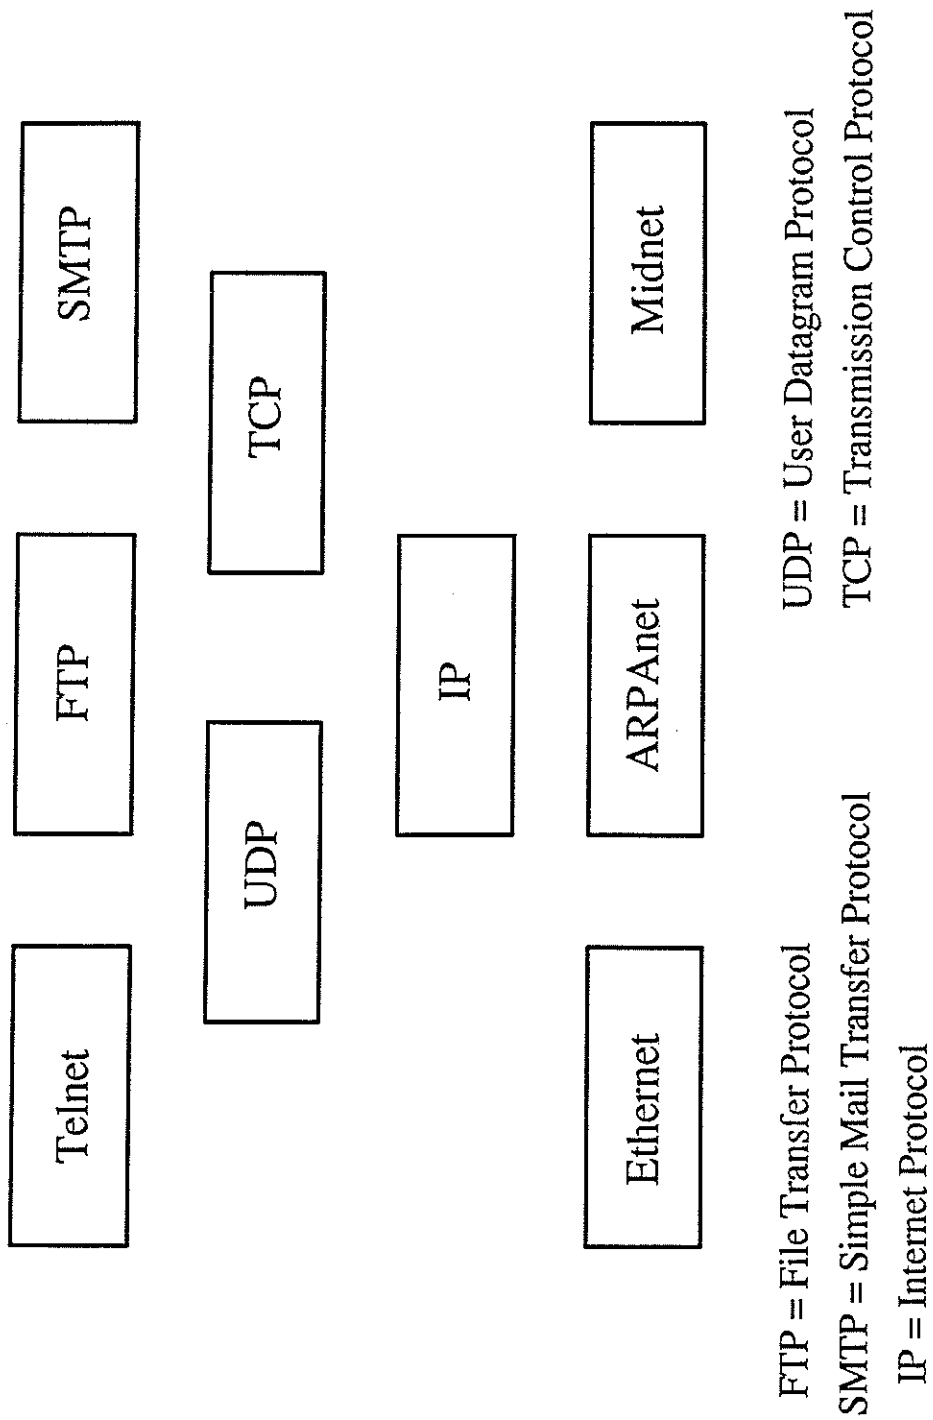 Telnet
FTP
SMTP
UDP
TCP
IP
Ethernet
ARPAnet
Midnet
FTP = File Transfer Protocol
SMTP = Simple Mail Transfer Protocol
IP = Internet Protocol
UDP = User Datagram Protocol
TCP = Transmission Control Protocol